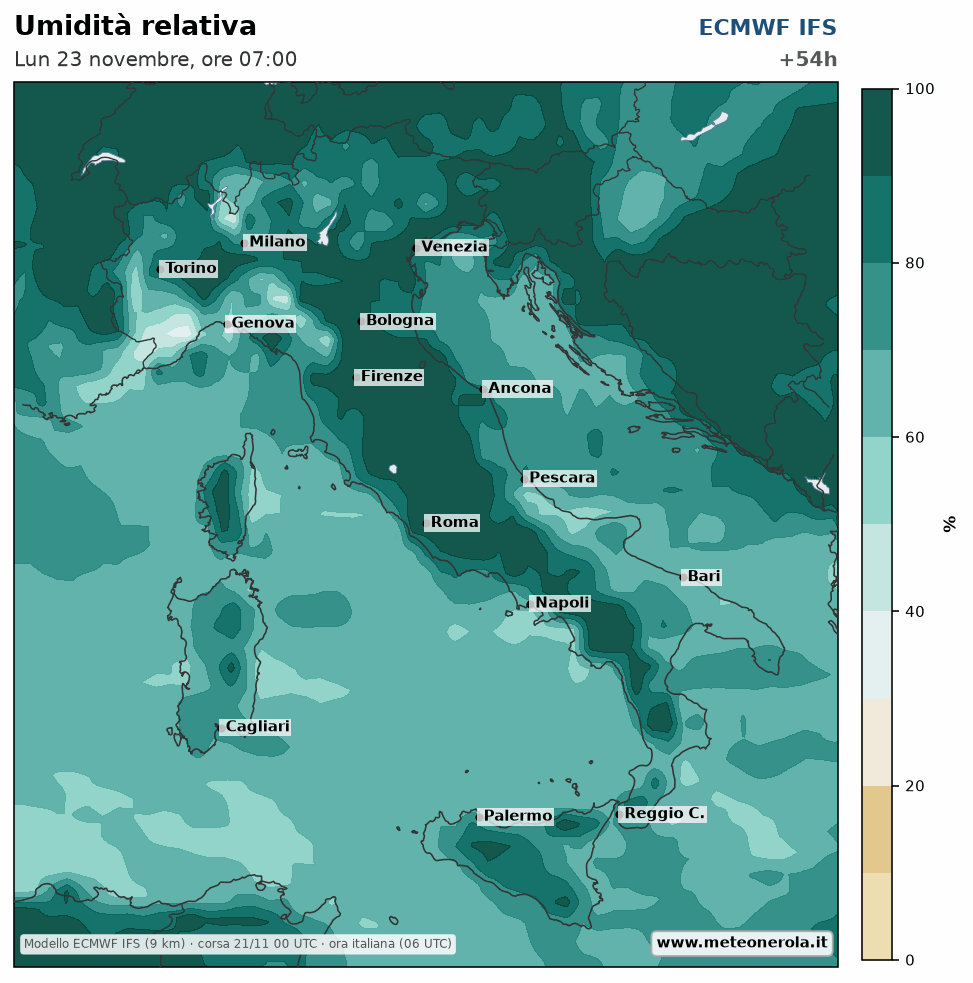 Umidità relativa
ECMWF IFS
Lun 23 novembre, ore 07:00
+54h
100
80
60
40
20
0
%
Milano
Venezia
Torino
Genova
Bologna
Firenze
Ancona
Pescara
Roma
Bari
Napoli
Cagliari
Palermo
Reggio C.
Modello ECMWF IFS (9 km) · corsa 21/11 00 UTC · ora italiana (06 UTC)
www.meteonerola.it